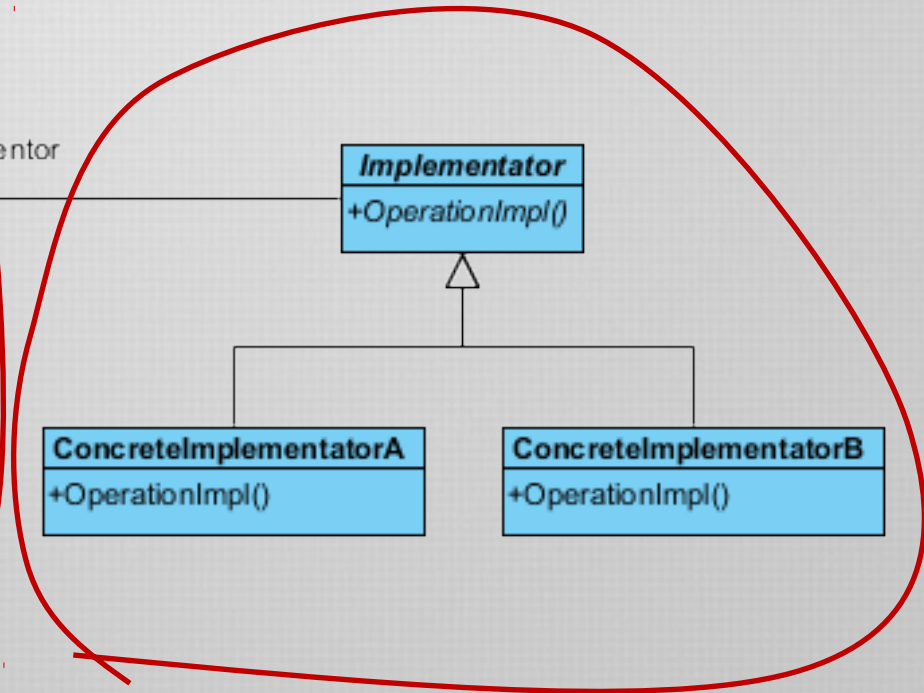 entor
Implementator
+OperationImpl()
ConcreteImplementatorA
+OperationImpl()
ConcreteImplementatorB
+OperationImpl()